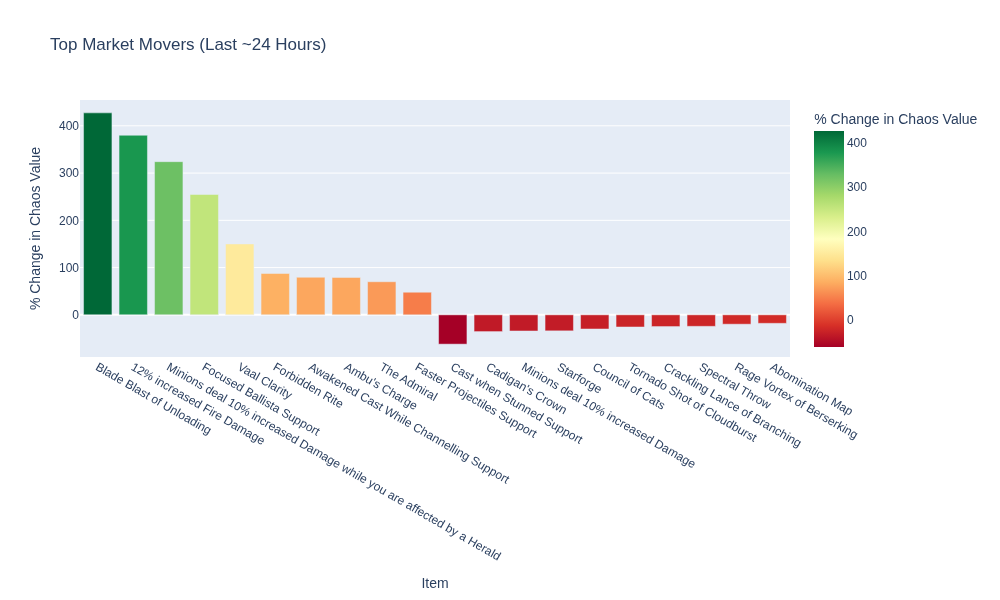 Top Market Movers (Last ~24 Hours)
% Change in Chaos Value
400
300
200
100
0
Blade Blast of Unloading
12% increased Fire Damage
Minions deal 10% increased Damage while you are affected by a Herald
Focused Ballista Support
Vaal Clarity
Forbidden Rite
Awakened Cast While Channelling Support
Ambu's Charge
The Admiral
Faster Projectiles Support
Cast when Stunned Support
Cadigan's Crown
Minions deal 10% increased Damage
Starforge
Council of Cats
Tornado Shot of Cloudburst
Crackling Lance of Branching
Spectral Throw
Rage Vortex of Berserking
Abomination Map
Item
% Change in Chaos Value
400
300
200
100
0